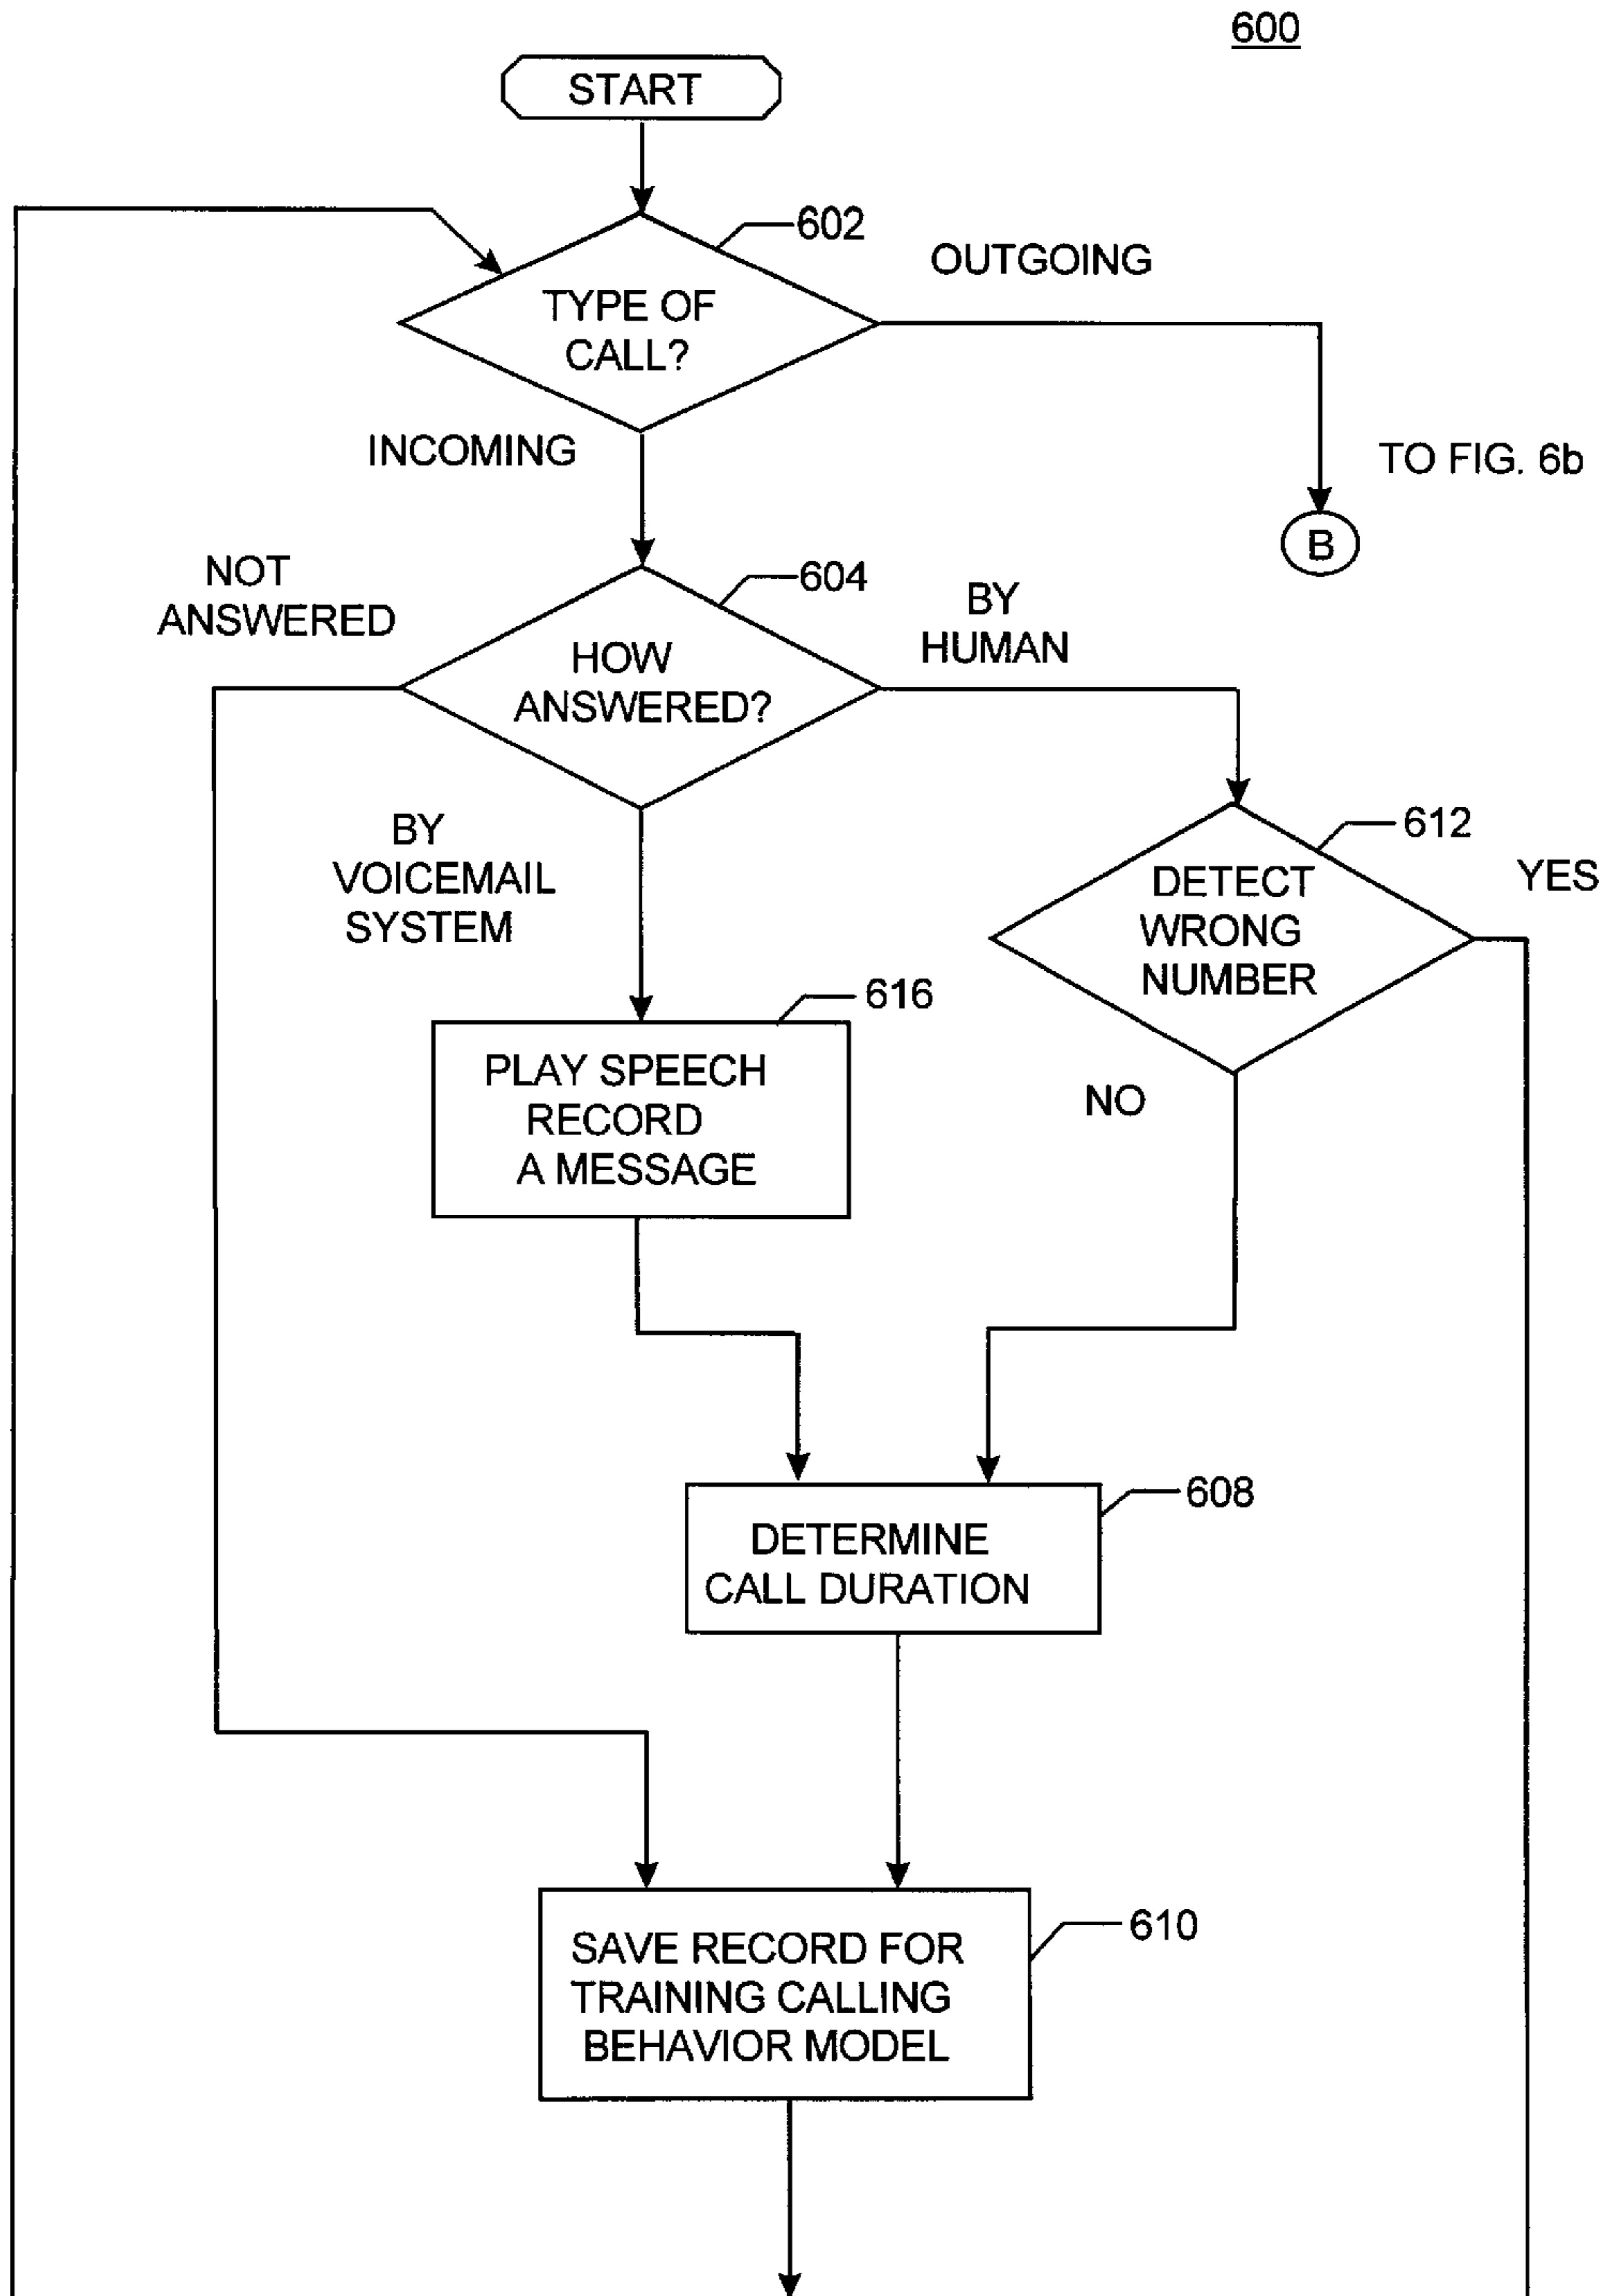 600
START
602
OUTGOING
TYPE OF
CALL?
INCOMING
TO FIG. 6b
B
NOT
ANSWERED
604
BY
HUMAN
HOW
ANSWERED?
BY
VOICEMAIL
SYSTEM
612
YES
DETECT
WRONG
NUMBER
616
PLAY SPEECH
RECORD
A MESSAGE
NO
608
DETERMINE
CALL DURATION
610
SAVE RECORD FOR
TRAINING CALLING
BEHAVIOR MODEL